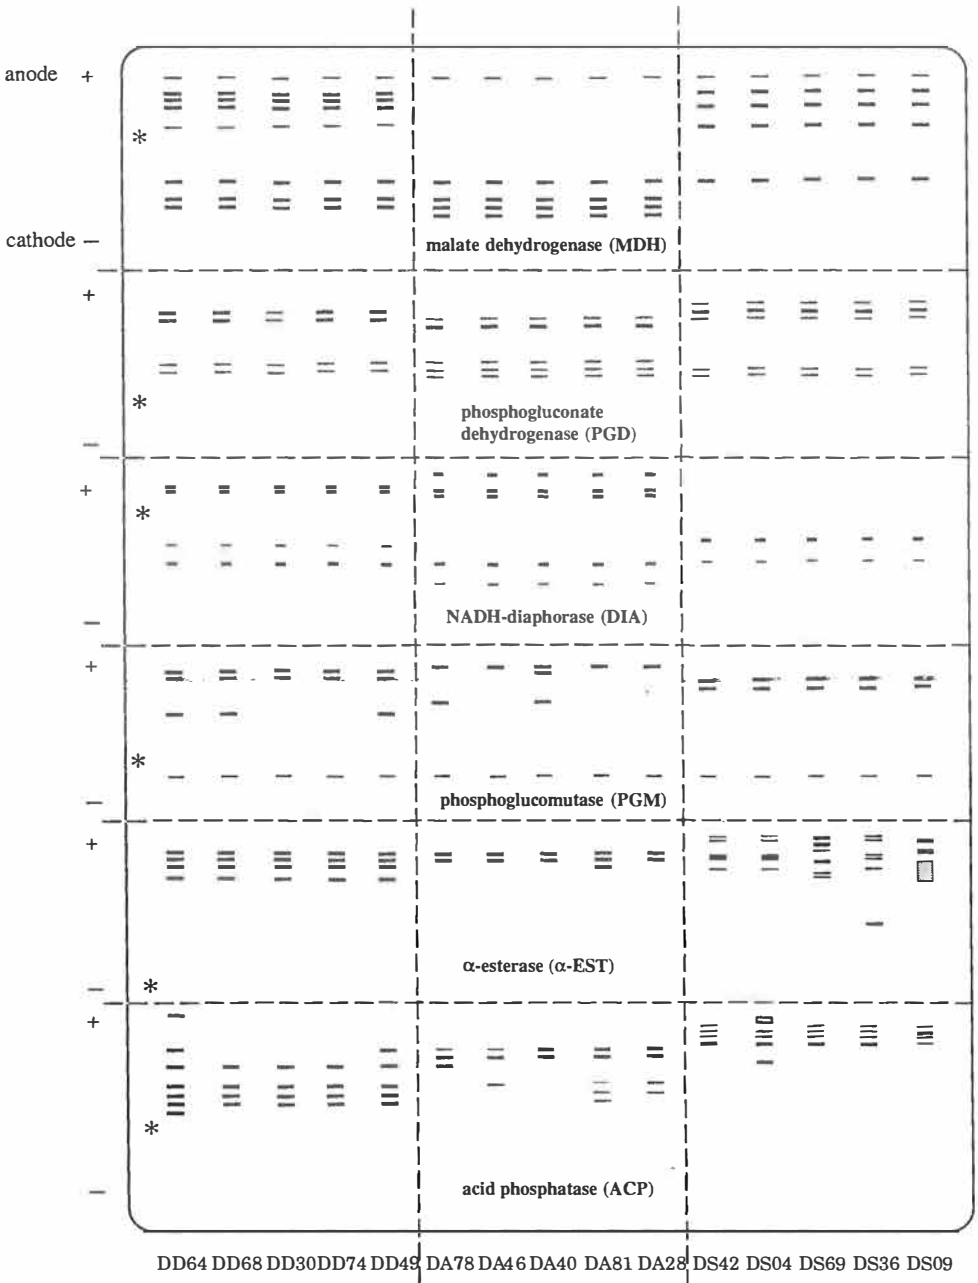 anode +
*
cathode −
malate dehydrogenase (MDH)
+
*
phosphogluconate
dehydrogenase (PGD)
−
+
*
NADH-diaphorase (DIA)
−
+
*
phosphoglucomutase (PGM)
−
+
α-esterase (α-EST)
− *
+
*
acid phosphatase (ACP)
−
DD64 DD68 DD30 DD74 DD49 DA78 DA46 DA40 DA81 DA28 DS42 DS04 DS69 DS36 DS09